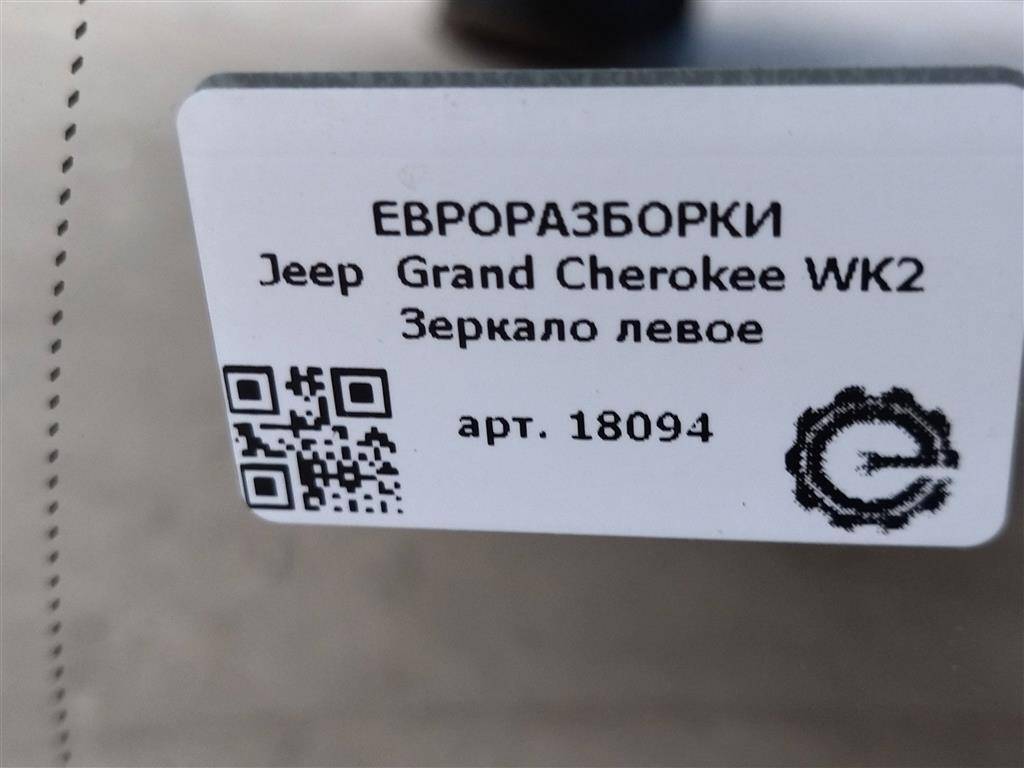 ЕВРОРАЗБОРКИ
Jeep Grand Cherokee WK2
Зеркало левое
арт. 18094